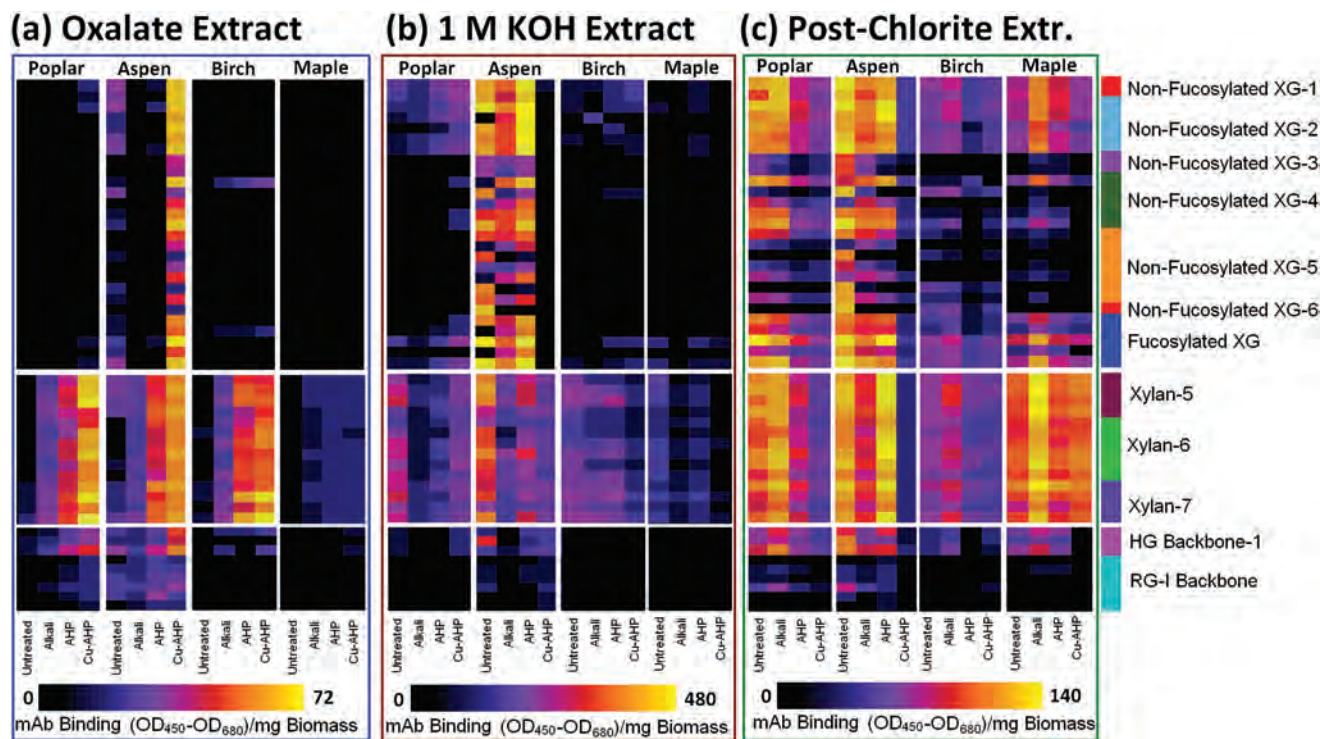 (a) Oxalate Extract
Poplar Aspen Birch Maple
Untreated Alkali AHP Cu-AHP Untreated Alkali AHP Cu-AHP Untreated Alkali AHP Cu-AHP Untreated Alkali AHP Cu-AHP
0 72
mAb Binding (OD450-OD680)/mg Biomass
(b) 1 M KOH Extract
Poplar Aspen Birch Maple
Untreated Alkali AHP Cu-AHP Untreated Alkali AHP Cu-AHP Untreated Alkali AHP Cu-AHP Untreated Alkali AHP Cu-AHP
0 480
mAb Binding (OD450-OD680)/mg Biomass
(c) Post-Chlorite Extr.
Poplar Aspen Birch Maple
Untreated Alkali AHP Cu-AHP Untreated Alkali AHP Cu-AHP Untreated Alkali AHP Cu-AHP Untreated Alkali AHP Cu-AHP
0 140
mAb Binding (OD450-OD680)/mg Biomass
Non-Fucosylated XG-1
Non-Fucosylated XG-2
Non-Fucosylated XG-3
Non-Fucosylated XG-4
Non-Fucosylated XG-5
Non-Fucosylated XG-6
Fucosylated XG
Xylan-5
Xylan-6
Xylan-7
HG Backbone-1
RG-I Backbone